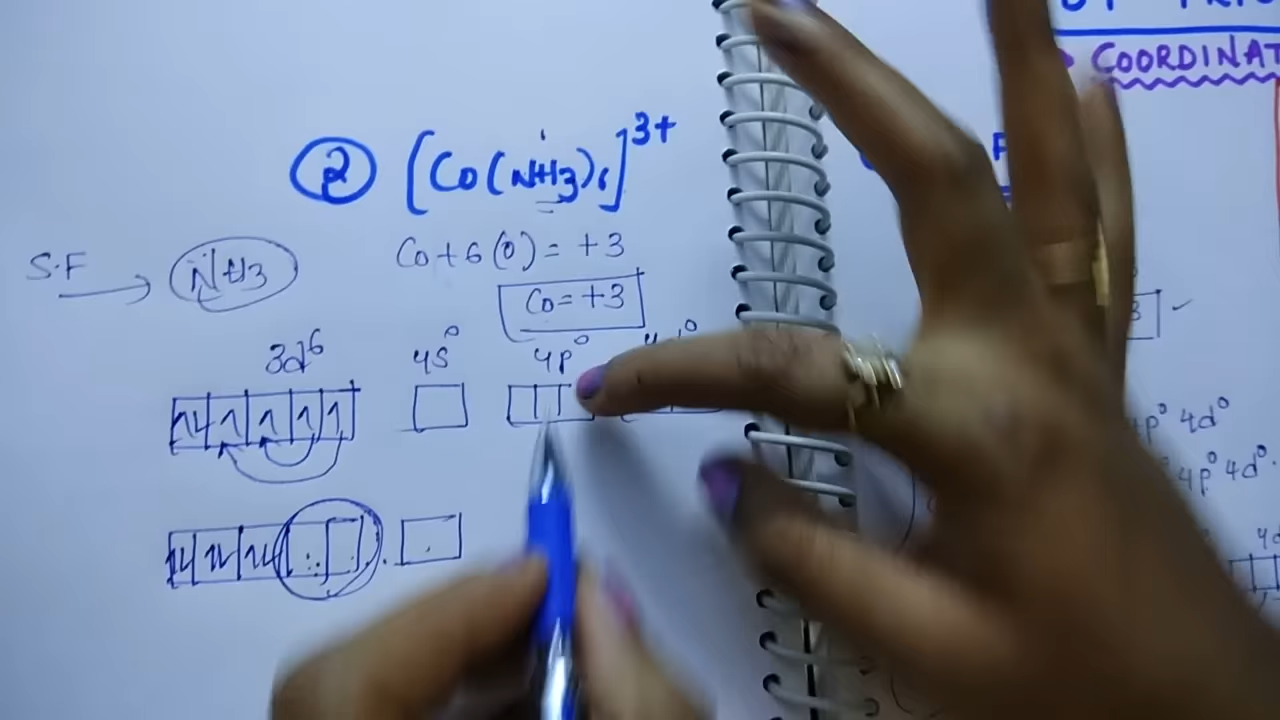 COORDINAT
② [Co(NH3)6]3+
S.F → NH3
Co+6(0) = +3
Co = +3
3d6 4S0 4p0
4p0 4d0
4p0 4d0.